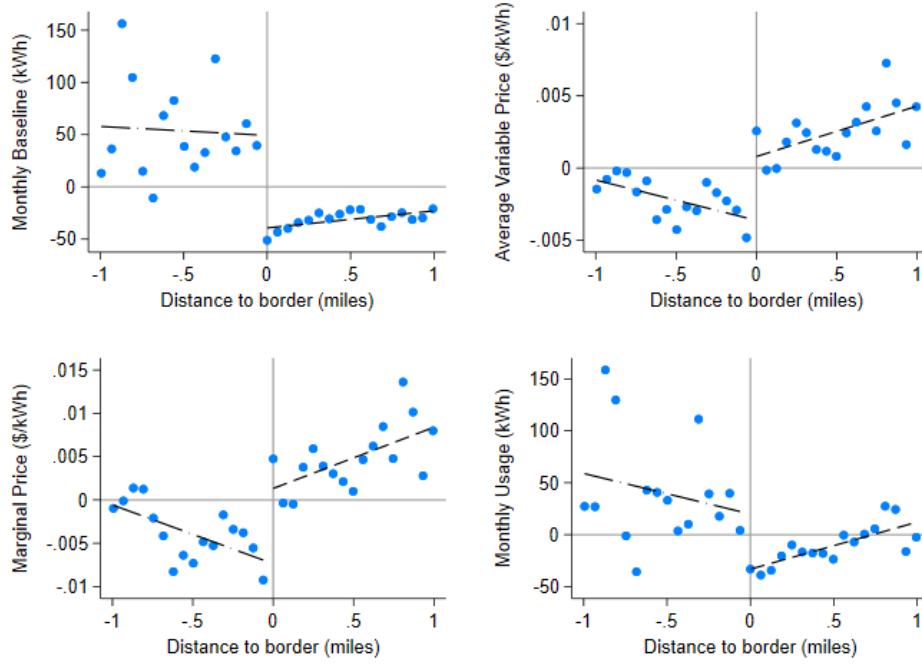 Monthly Baseline (kWh)
150
100
50
0
-50
-1 -.5 0 .5 1
Distance to border (miles)
Average Variable Price ($/kWh)
.01
.005
0
-.005
-1 -.5 0 .5 1
Distance to border (miles)
Marginal Price ($/kWh)
.015
.01
.005
0
-.005
-.01
-1 -.5 0 .5 1
Distance to border (miles)
Monthly Usage (kWh)
150
100
50
0
-50
-1 -.5 0 .5 1
Distance to border (miles)